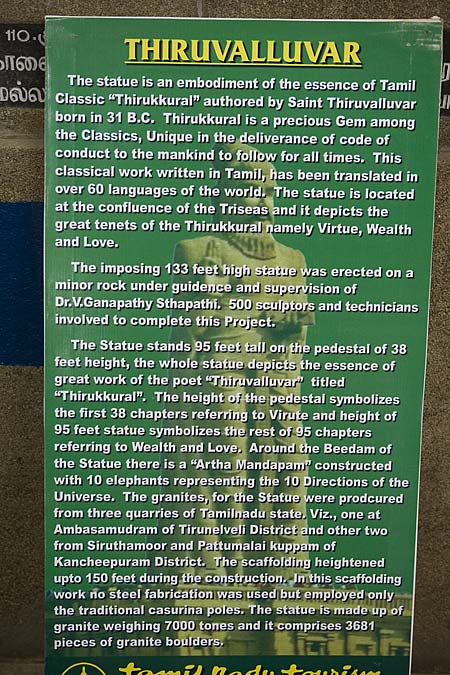 110.
THIRUVALLUVAR
The statue is an embodiment of the essence of Tamil
Classic "Thirukkural" authored by Saint Thiruvalluvar
born in 31 B.C. Thirukkural is a precious Gem among
the Classics, Unique in the deliverance of code of
conduct to the mankind to follow for all times. This
classical work written in Tamil, has been translated in
over 60 languages of the world. The statue is located
at the confluence of the Triseas and it depicts the
great tenets of the Thirukkural namely Virtue, Wealth
and Love.
The imposing 133 feet high statue was erected on a
minor rock under guidence and supervision of
Dr.V.Ganapathy Sthapathi. 500 sculptors and technicians
involved to complete this Project.
The Statue stands 95 feet tall on the pedestal of 38
feet height, the whole statue depicts the essence of
great work of the poet "Thiruvalluvar" titled
"Thirukkural". The height of the pedestal symbolizes
the first 38 chapters referring to Virute and height of
95 feet statue symbolizes the rest of 95 chapters
referring to Wealth and Love. Around the Beedam of
the Statue there is a "Artha Mandapam" constructed
with 10 elephants representing the 10 Directions of the
Universe. The granites, for the Statue were prodcured
from three quarries of Tamilnadu state. Viz., one at
Ambasamudram of Tirunelveli District and other two
from Siruthamoor and Pattumalai kuppam of
Kancheepuram District. The scaffolding heightened
upto 150 feet during the construction. In this scaffolding
work no steel fabrication was used but employed only
the traditional casurina poles. The statue is made up of
granite weighing 7000 tones and it comprises 3681
pieces of granite boulders.
tamil nadu tourism